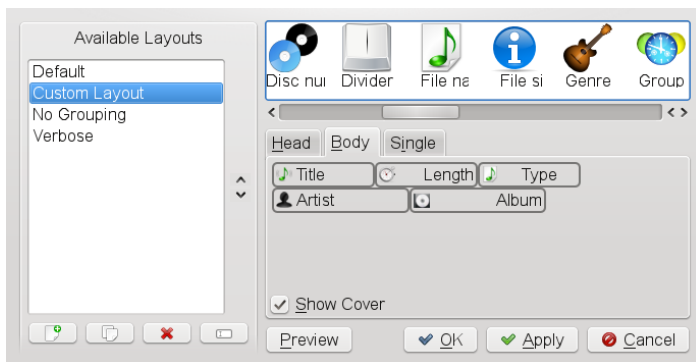 Available Layouts
Default
Custom Layout
No Grouping
Verbose
Disc nu
Divider
File na
File si
Genre
Group
Head
Body
Single
Title
Length
Type
Artist
Album
Show Cover
Preview
OK
Apply
Cancel